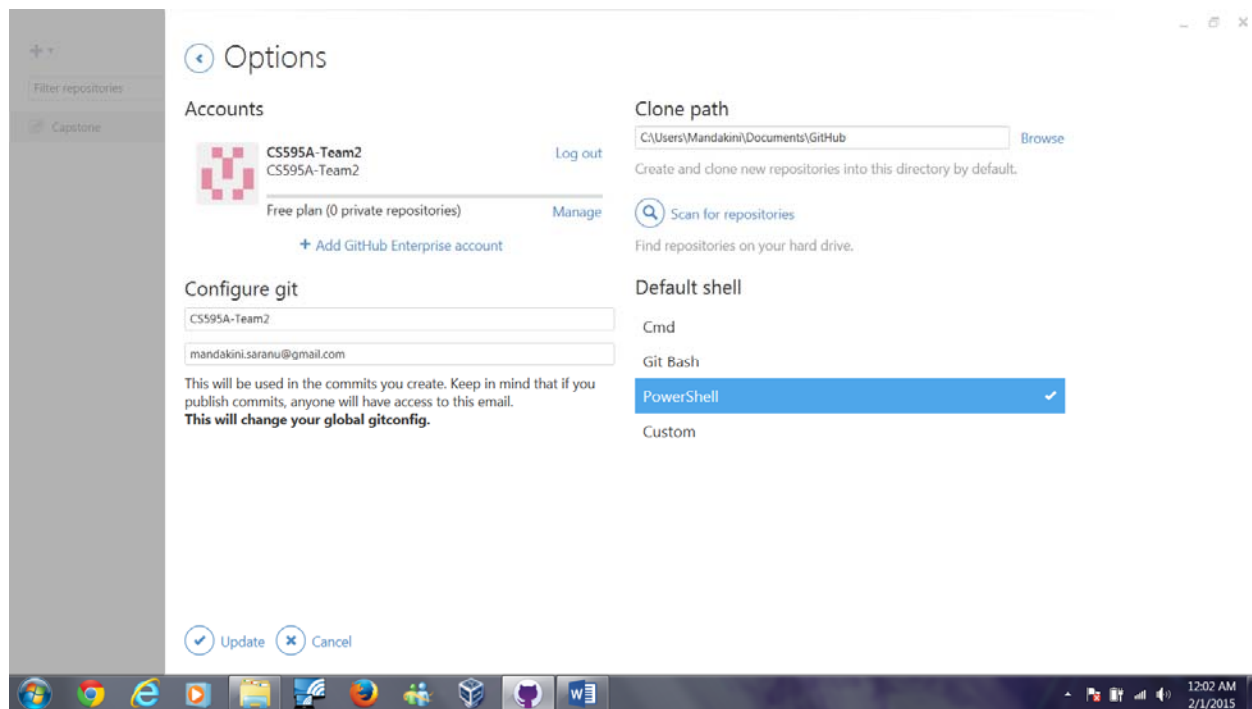 Filter repositories
Capstone
Options
Accounts
CS595A-Team2
CS595A-Team2
Log out
Free plan (0 private repositories)
Manage
+ Add GitHub Enterprise account
Configure git
CS595A-Team2
mandakini.saranu@gmail.com
This will be used in the commits you create. Keep in mind that if you
publish commits, anyone will have access to this email.
This will change your global gitconfig.
Clone path
C:\Users\Mandakini\Documents\GitHub
Browse
Create and clone new repositories into this directory by default.
Scan for repositories
Find repositories on your hard drive.
Default shell
Cmd
Git Bash
PowerShell
Custom
Update
Cancel
12:02 AM
2/1/2015